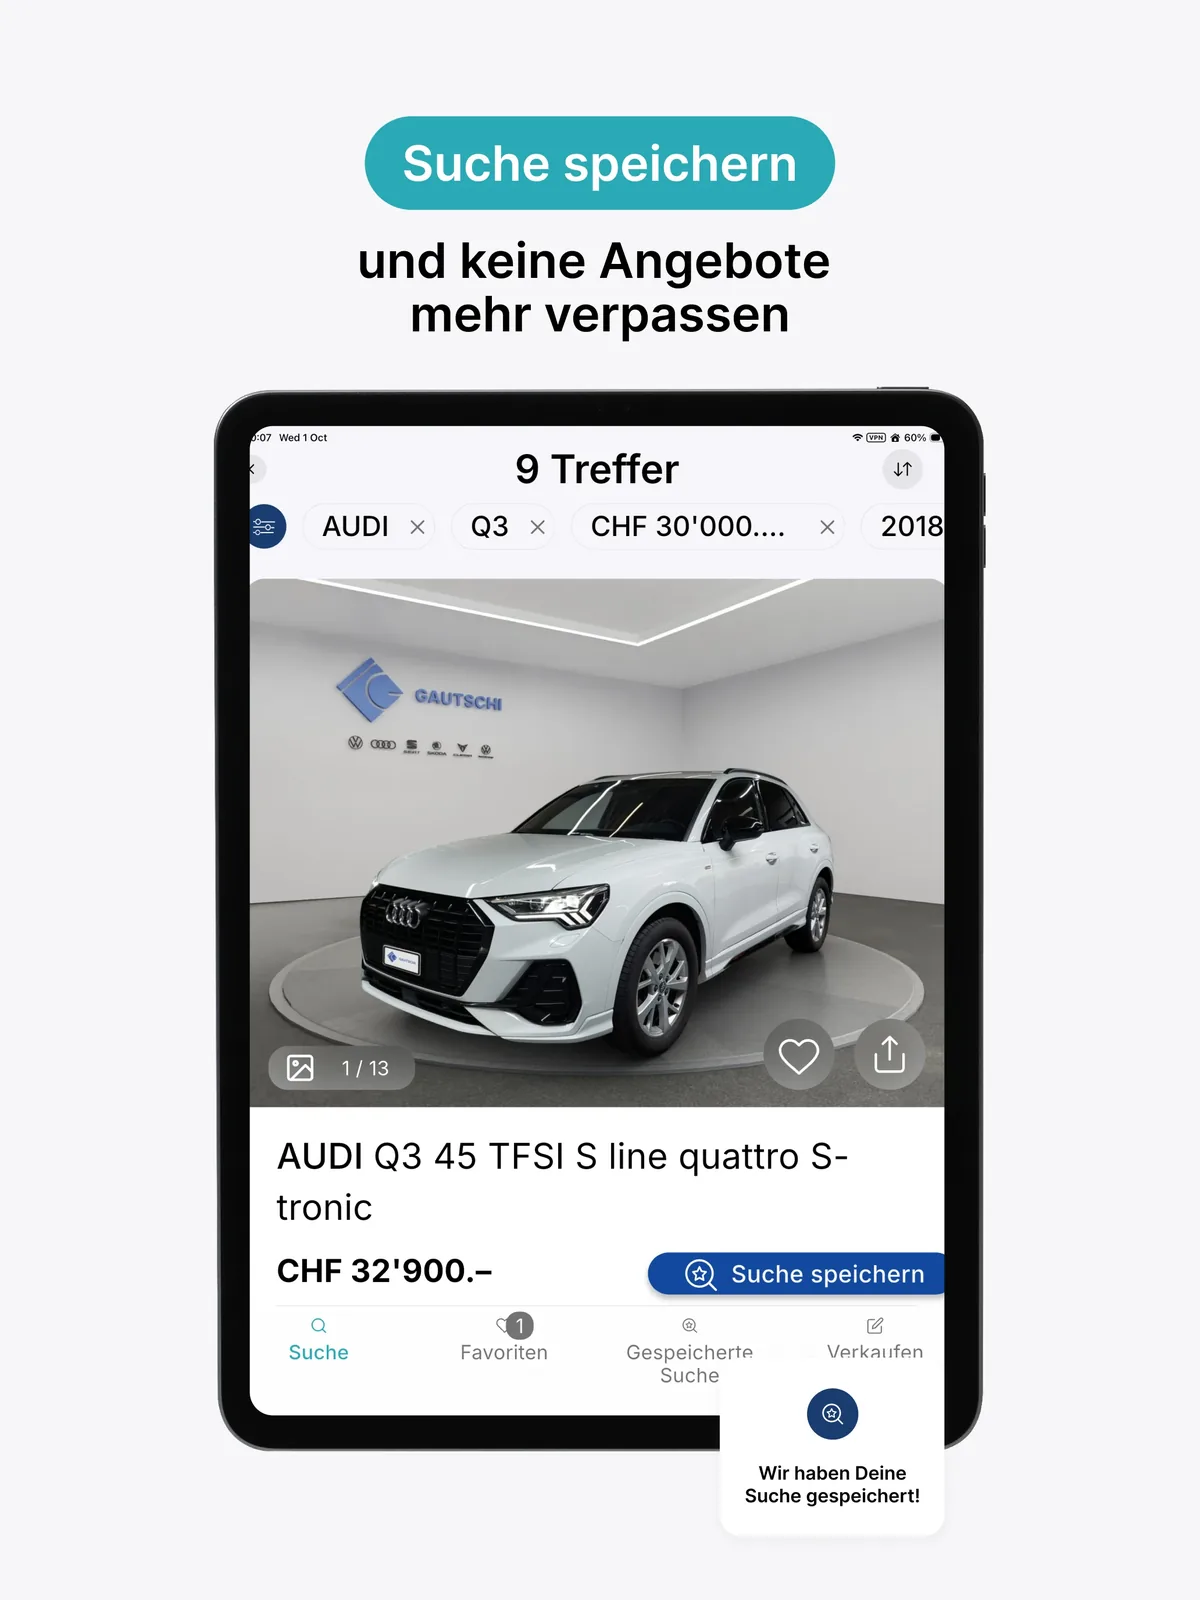 Suche speichern
und keine Angebote
mehr verpassen
0:07 Wed 1 Oct
VPN 60%
9 Treffer
AUDI
Q3
CHF 30'000....
2018
GAUTSCHI
1 / 13
AUDI Q3 45 TFSI S line quattro S-
tronic
CHF 32'900.–
Suche speichern
1
Suche
Favoriten
Gespeicherte
Suche
Verkaufen
Wir haben Deine
Suche gespeichert!